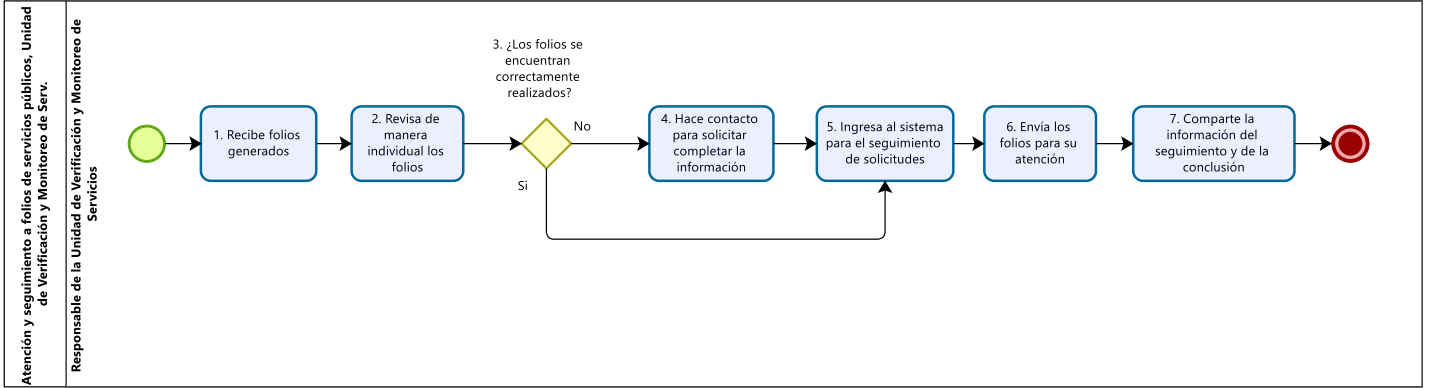 Atención y seguimiento a folios de servicios públicos, Unidad
de Verificación y Monitoreo de Serv.
Responsable de la Unidad de Verificación y Monitoreo de
Servicios
1. Recibe folios
generados
2. Revisa de
manera
individual los
folios
3. ¿Los folios se
encuentran
correctamente
realizados?
No
Si
4. Hace contacto
para solicitar
completar la
información
5. Ingresa al sistema
para el seguimiento
de solicitudes
6. Envía los
folios para su
atención
7. Comparte la
información del
seguimiento y de la
conclusión